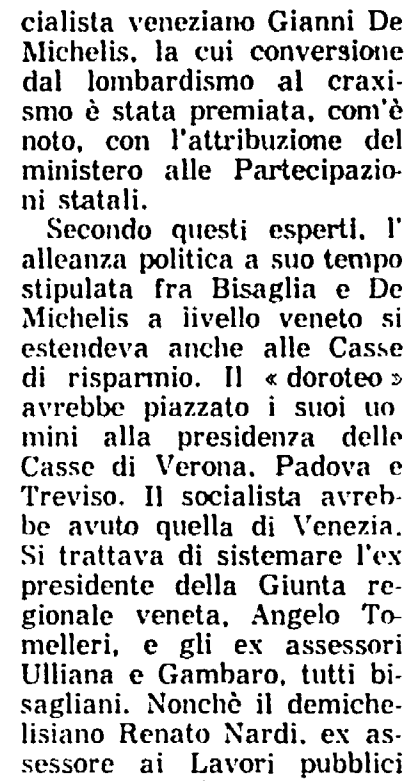 cialista veneziano Gianni De
Michelis, la cui conversione
dal lombardismo al craxi-
smo è stata premiata, com'è
noto, con l'attribuzione del
ministero alle Partecipazio-
ni statali.
Secondo questi esperti, l'
alleanza politica a suo tempo
stipulata fra Bisaglia e De
Michelis a livello veneto si
estendeva anche alle Casse
di risparmio. Il « doroteo »
avrebbe piazzato i suoi uo
mini alla presidenza delle
Casse di Verona, Padova e
Treviso. Il socialista avreb-
be avuto quella di Venezia.
Si trattava di sistemare l'ex
presidente della Giunta re-
gionale veneta, Angelo To-
melleri, e gli ex assessori
Ulliana e Gambaro, tutti bi-
sagliani. Nonchè il demiche-
lisiano Renato Nardi, ex as-
sessore ai Lavori pubblici